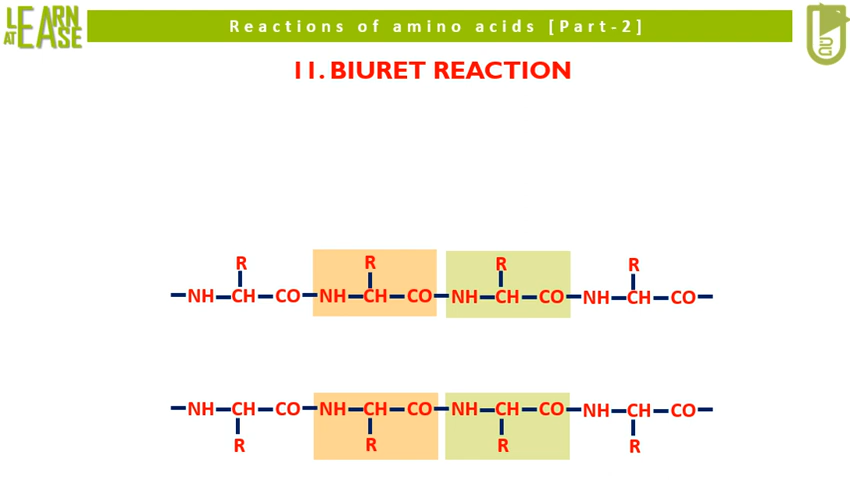 LEARN
AT EASE
Reactions of amino acids [Part-2]
11. BIURET REACTION
R R R R
NH CH CO NH CH CO NH CH CO NH CH CO
NH CH CO NH CH CO NH CH CO NH CH CO
R R R R